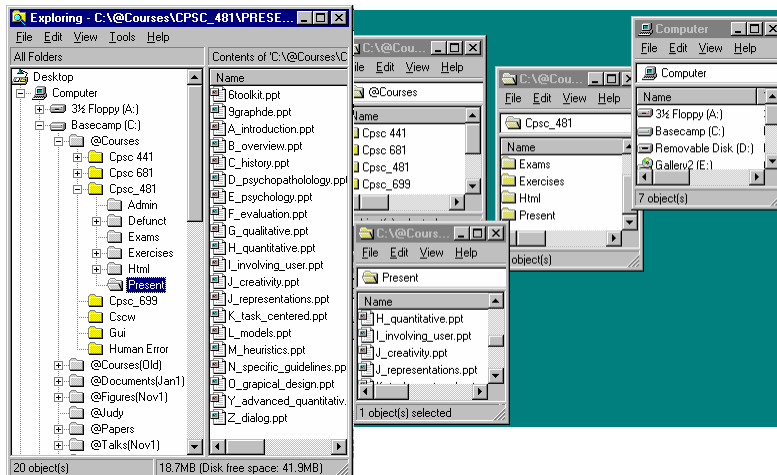 Exploring - C:\@Courses\CPSC_481\PRESE...
File Edit View Tools Help
All Folders
Contents of 'C:\@Courses\C
Desktop
Computer
3½ Floppy (A:)
Basecamp (C:)
@Courses
Cpsc 441
Cpsc 681
Cpsc_481
Admin
Defunct
Exams
Exercises
Html
Present
Cpsc_699
Cscw
Gui
Human Error
@Courses(Old)
@Documents(Jan1)
@Figures(Nov1)
@Judy
@Papers
@Talks(Nov1)
Name
6toolkit.ppt
9graphde.ppt
A_introduction.ppt
B_overview.ppt
C_history.ppt
D_psychopatholology.ppt
E_psychology.ppt
F_evaluation.ppt
G_qualitative.ppt
H_quantitative.ppt
I_involving_user.ppt
J_creativity.ppt
J_representations.ppt
K_task_centered.ppt
L_models.ppt
M_heuristics.ppt
N_specific_guidelines.ppt
O_grapical_design.ppt
Y_advanced_quantitativ.
Z_dialog.ppt
20 object(s)
18.7MB (Disk free space: 41.9MB)
C:\@Cou...
File Edit View Help
@Courses
Name
Cpsc 441
Cpsc 681
Cpsc_481
Cpsc_699
C:\@Cours...
File Edit View Help
Present
Name
H_quantitative.ppt
I_involving_user.ppt
J_creativity.ppt
J_representations.ppt
1 object(s) selected
C:\@C...
File Edit View Help
Cpsc_481
Name
Exams
Exercises
Html
Present
object(s)
Computer
File Edit View Help
Computer
Name
3½ Floppy (A:)
Basecamp (C:)
Removable Disk (D:)
Gallery2 (E:)
7 object(s)